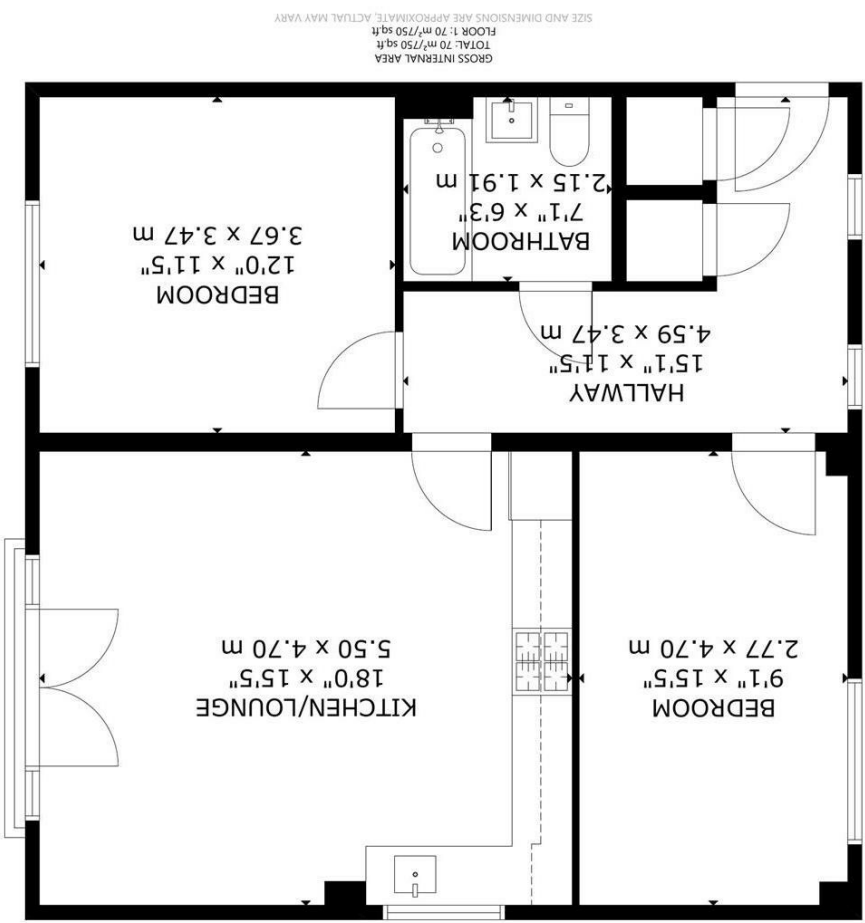 BEDROOM
9'1" x 15'5"
2.77 x 4.70 m
KITCHEN/LOUNGE
18'0" x 15'5"
5.50 x 4.70 m
HALLWAY
15'1" x 11'5"
4.59 x 3.47 m
BEDROOM
12'0" x 11'5"
3.67 x 3.47 m
BATHROOM
7'1" x 6'3"
2.15 x 1.91 m
GROSS INTERNAL AREA
TOTAL: 70 m²/750 sq.ft
FLOOR 1: 70 m²/750 sq.ft
SIZE AND DIMENSIONS ARE APPROXIMATE, ACTUAL MAY VARY